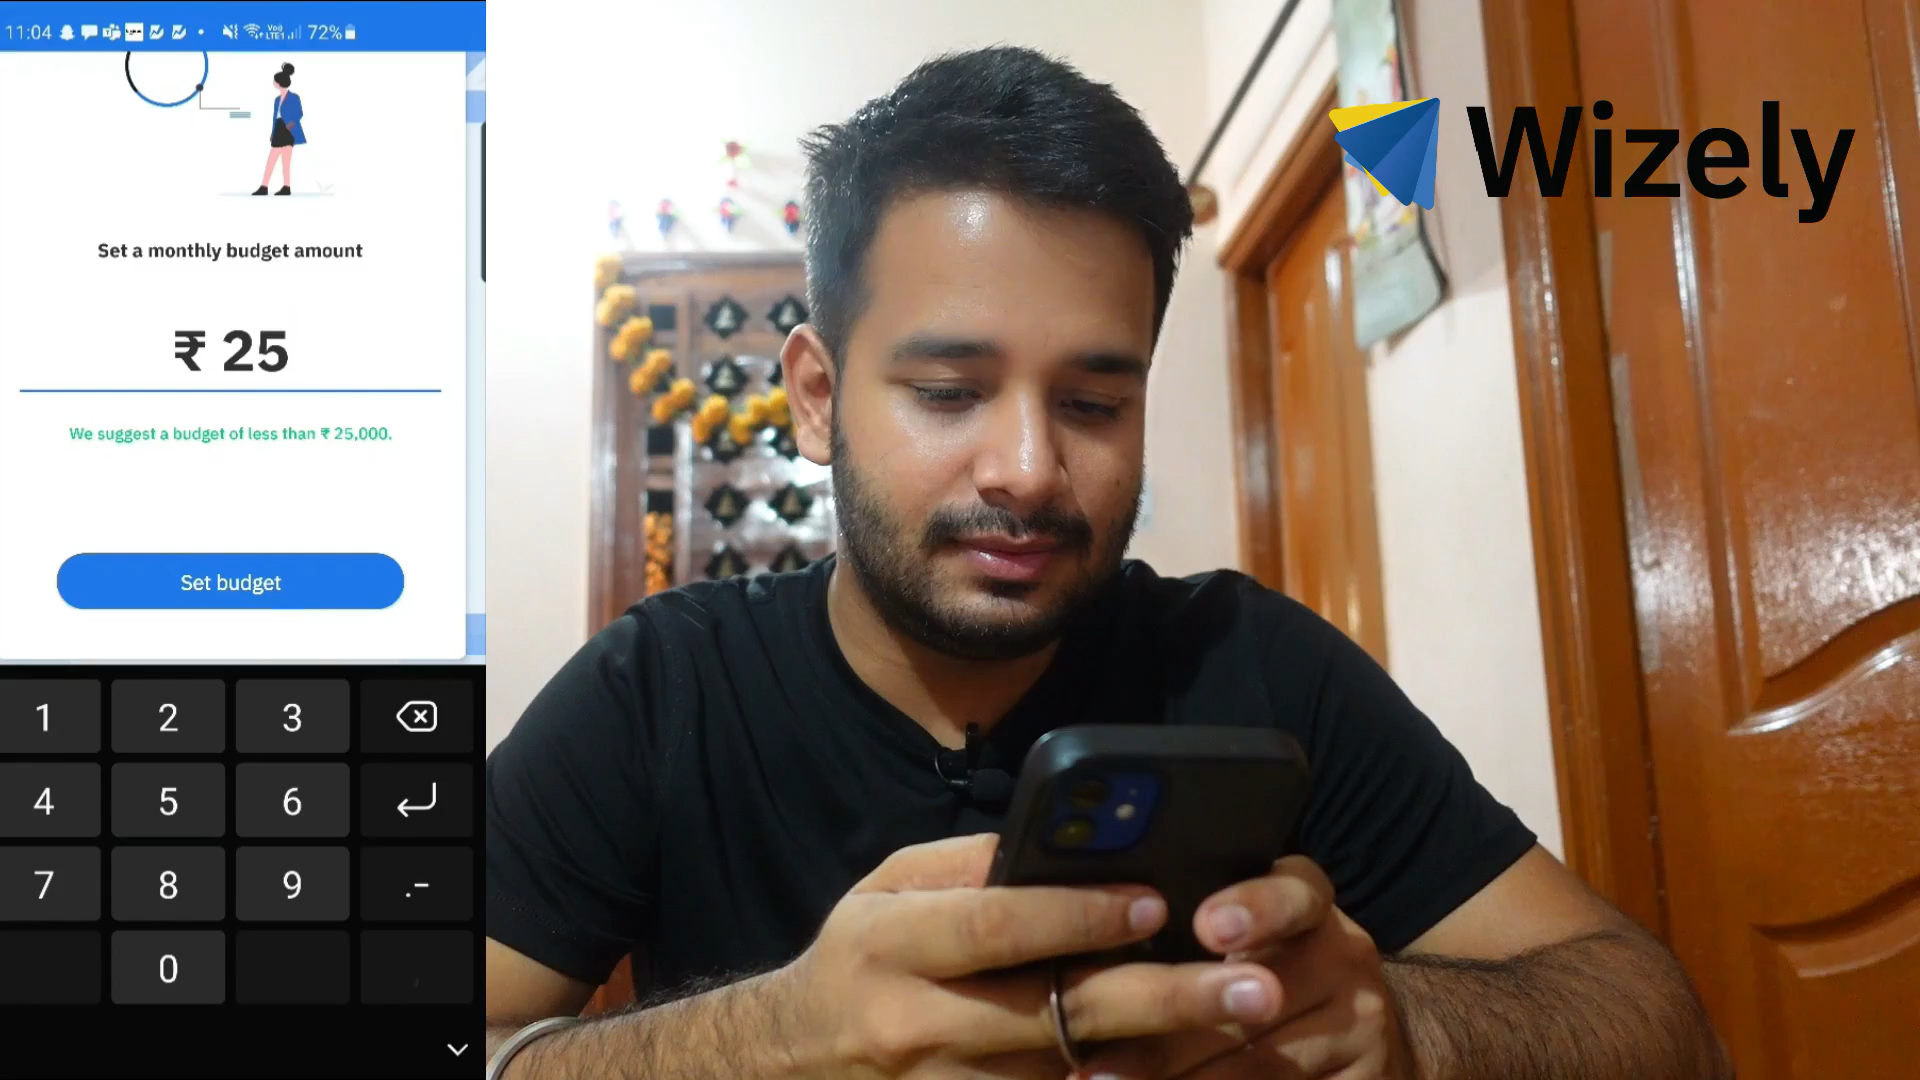 11:04
72%
Set a monthly budget amount
₹ 25
We suggest a budget of less than ₹ 25,000.
Set budget
1 2 3
4 5 6
7 8 9 .-
0 ,
Wizely